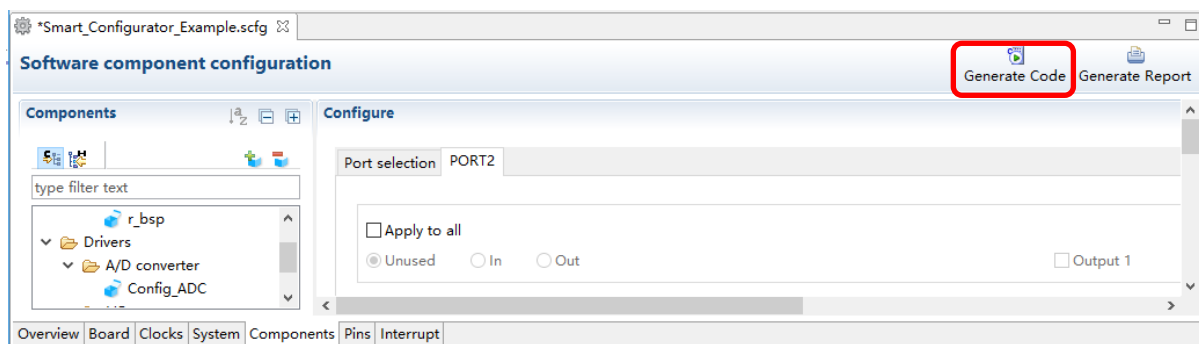 *Smart_Configurator_Example.scfg
Software component configuration
Generate Code Generate Report
Components
Configure
type filter text
r_bsp
Drivers
A/D converter
Config_ADC
Port selection PORT2
Apply to all
Unused In Out Output 1
Overview Board Clocks System Components Pins Interrupt